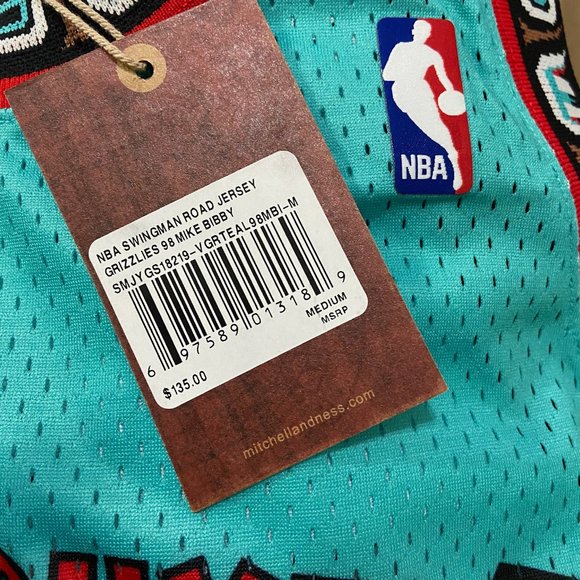 NBA SWINGMAN ROAD JERSEY
GRIZZLIES 98 MIKE BIBBY
SMJYGS18219-VGRTEAL98MBI-M
6 97589 01318 9
MEDIUM
MSRP
$135.00
mitchellandness.com
NBA